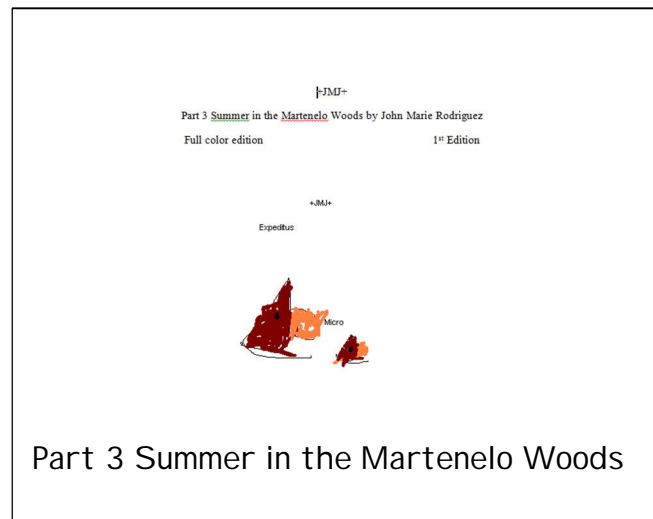 +JMJ+
Part 3 Summer in the Martenelo Woods by John Marie Rodriguez
Full color edition 1st Edition
+JMJ+
Expeditus
Micro
Part 3 Summer in the Martenelo Woods